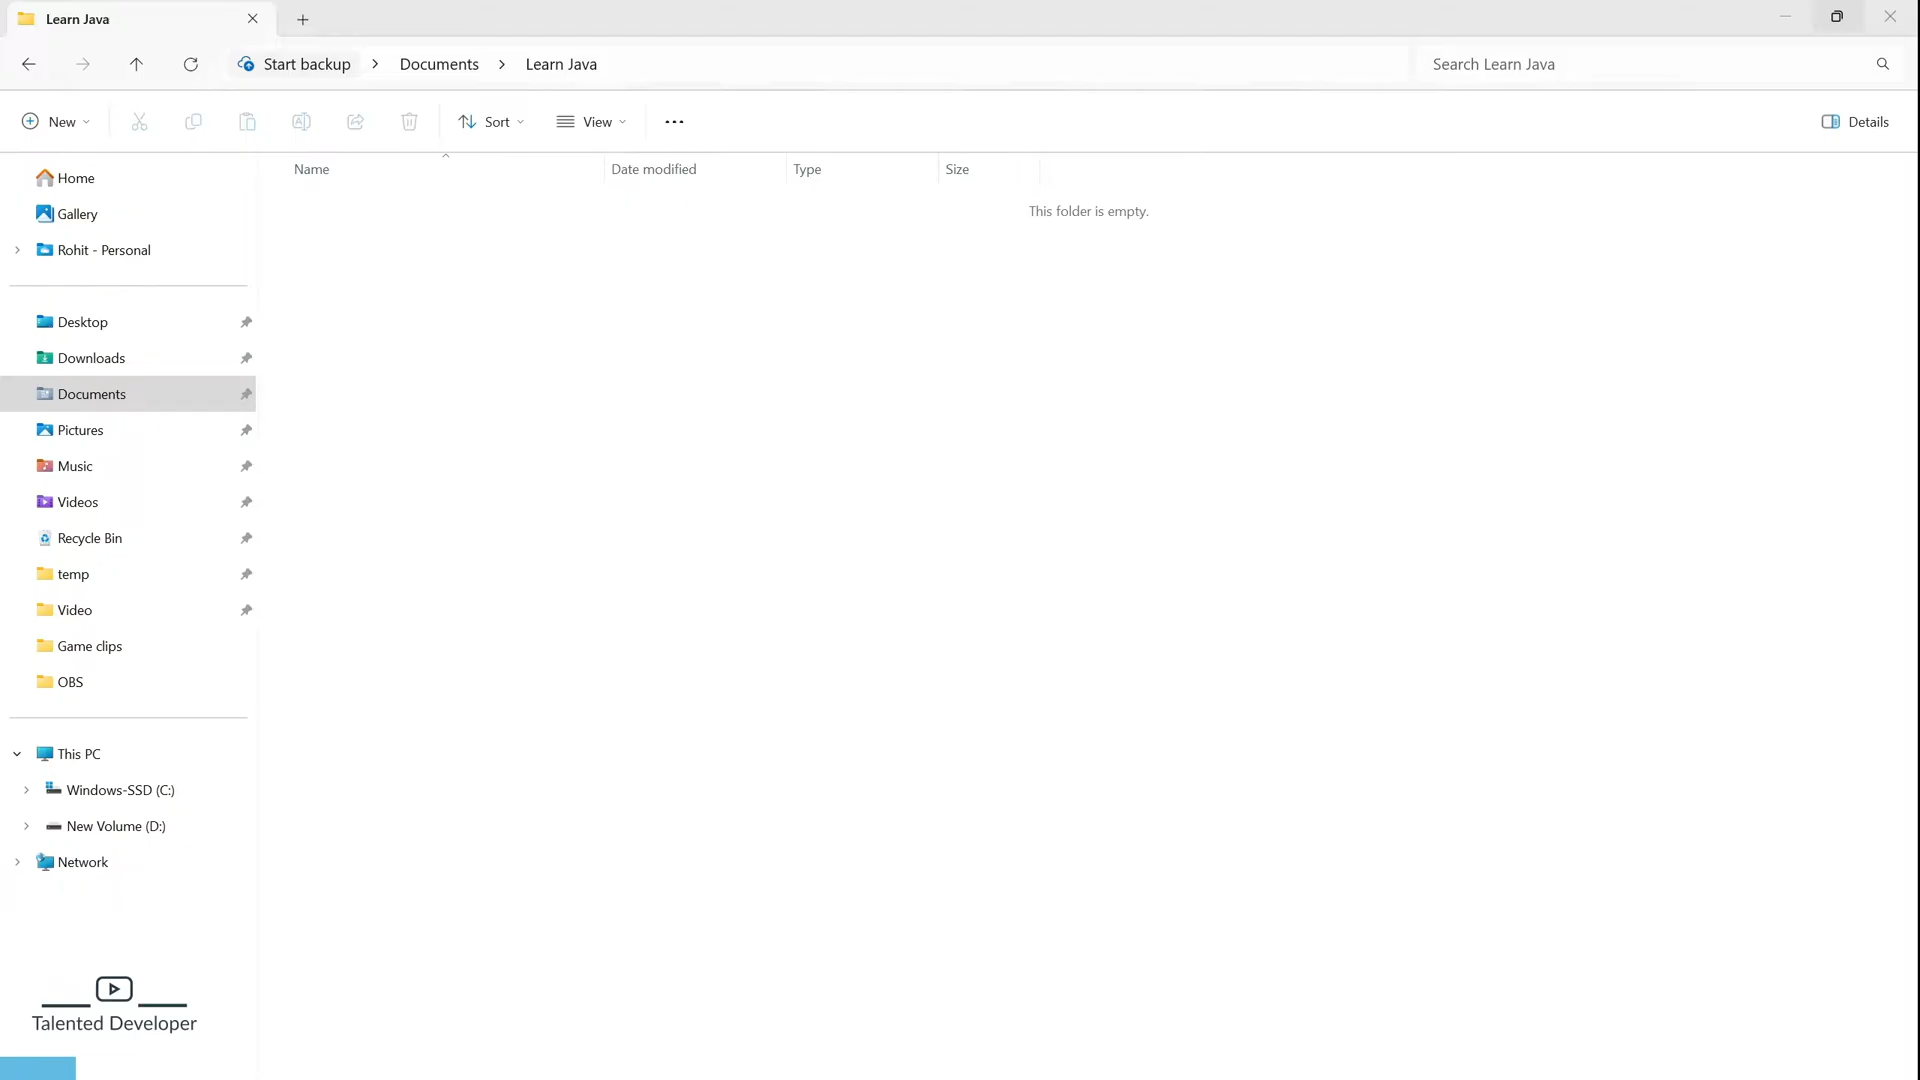 Learn Java
Start backup > Documents > Learn Java
Search Learn Java
New
Sort
View
Details
Name Date modified Type Size
This folder is empty.
Home
Gallery
Rohit - Personal
Desktop
Downloads
Documents
Pictures
Music
Videos
Recycle Bin
temp
Video
Game clips
OBS
This PC
Windows-SSD (C:)
New Volume (D:)
Network
Talented Developer